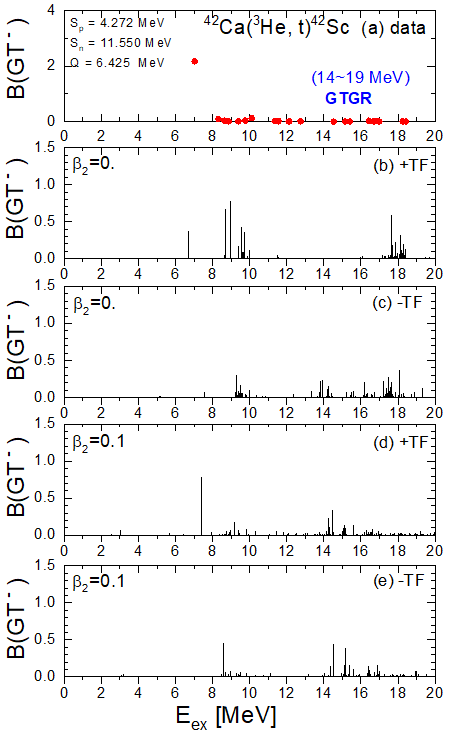 S_p = 4.272 MeV
S_n = 11.550 MeV
Q = 6.425 MeV
⁴²Ca(³He, t)⁴²Sc (a) data
(14~19 MeV)
GTGR
B(GT⁻)
4
2
0
0 2 4 6 8 10 12 14 16 18 20
β₂=0.
(b) +TF
B(GT⁻)
1.5
1.0
0.5
0.0
0 2 4 6 8 10 12 14 16 18 20
β₂=0.
(c) -TF
B(GT⁻)
1.5
1.0
0.5
0.0
0 2 4 6 8 10 12 14 16 18 20
β₂=0.1
(d) +TF
B(GT⁻)
1.5
1.0
0.5
0.0
0 2 4 6 8 10 12 14 16 18 20
β₂=0.1
(e) -TF
B(GT⁻)
1.5
1.0
0.5
0.0
0 2 4 6 8 10 12 14 16 18 20
E_ex [MeV]